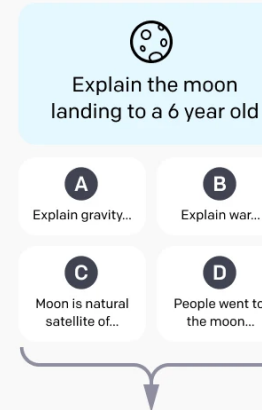 Explain the moon
landing to a 6 year old
A
B
Explain gravity...
Explain war...
C
D
Moon is natural
satellite of...
People went to
the moon...